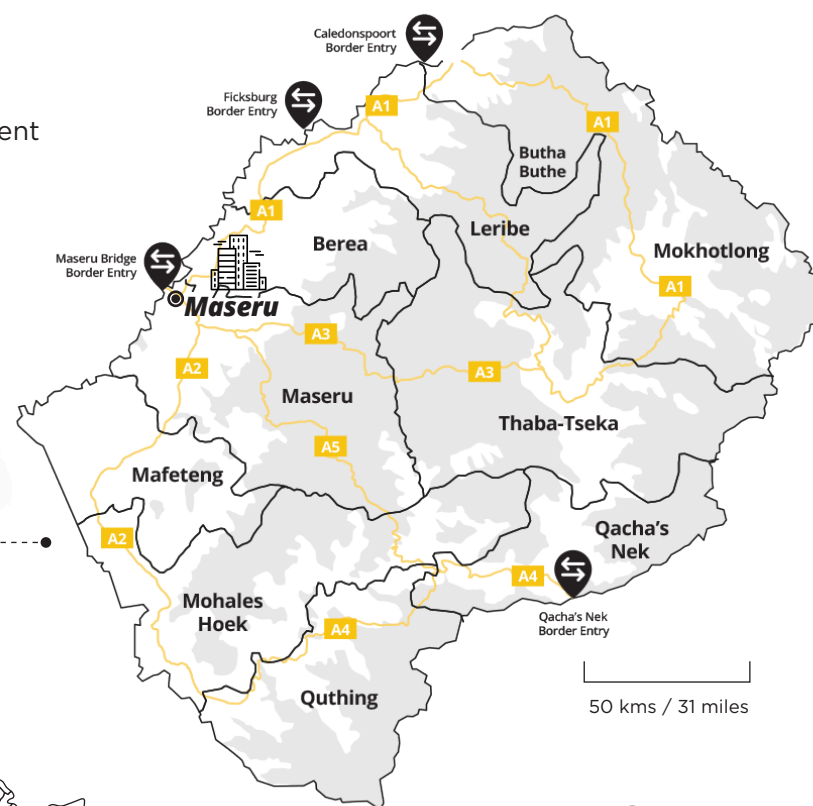 Caledonspoort
Border Entry
Ficksburg
Border Entry
ent
A1
A1
Butha
Buthe
A1
Leribe
Berea
Mokhotlong
Maseru Bridge
Border Entry
A1
Maseru
A3
A2
A3
Maseru
Thaba-Tseka
A5
Mafeteng
Qacha's
Nek
A2
A4
Mohales
Hoek
Qacha's Nek
Border Entry
A4
Quthing
50 kms / 31 miles